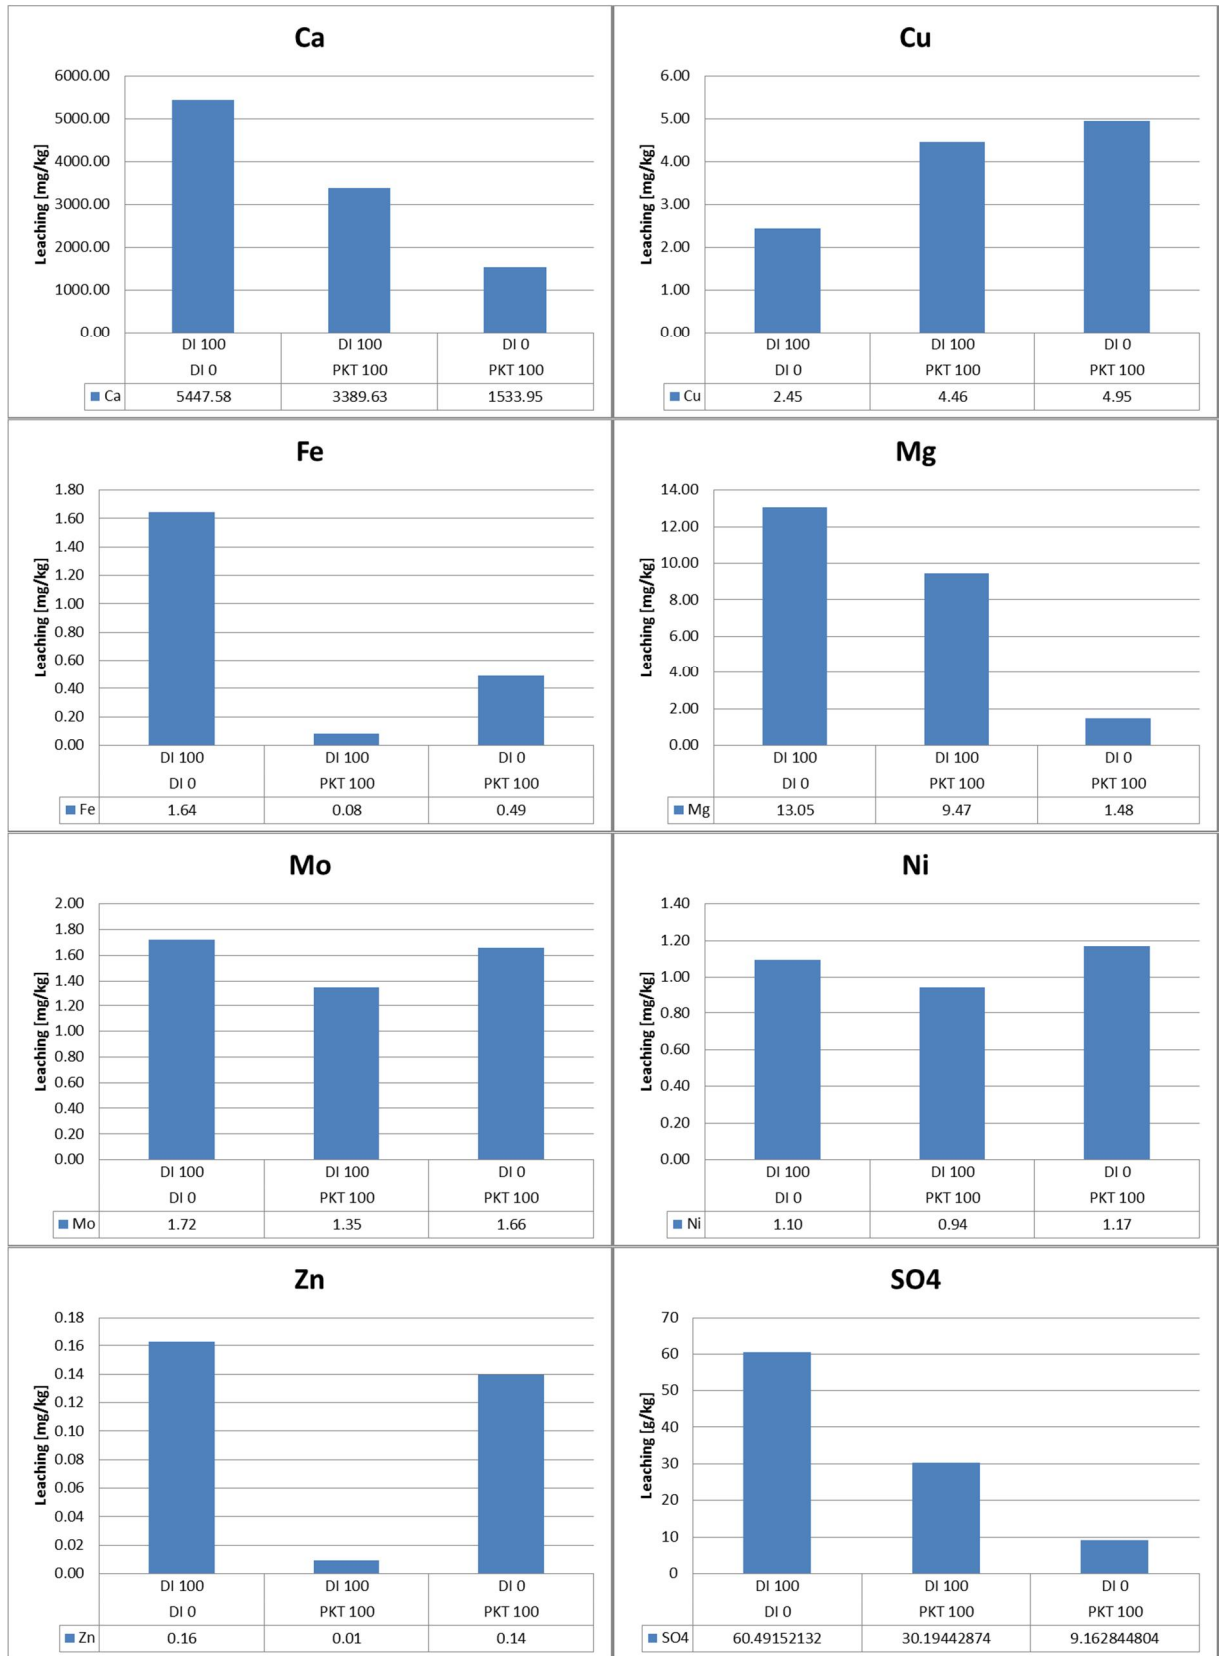 Ca
6000.00
5000.00
4000.00
3000.00
2000.00
1000.00
0.00
Leaching [mg/kg]
DI 100 DI 100 DI 0
DI 0 PKT 100 PKT 100
Ca 5447.58 3389.63 1533.95
Cu
6.00
5.00
4.00
3.00
2.00
1.00
0.00
Leaching [mg/kg]
DI 100 DI 100 DI 0
DI 0 PKT 100 PKT 100
Cu 2.45 4.46 4.95
Fe
1.80
1.60
1.40
1.20
1.00
0.80
0.60
0.40
0.20
0.00
Leaching [mg/kg]
DI 100 DI 100 DI 0
DI 0 PKT 100 PKT 100
Fe 1.64 0.08 0.49
Mg
14.00
12.00
10.00
8.00
6.00
4.00
2.00
0.00
Leaching [mg/kg]
DI 100 DI 100 DI 0
DI 0 PKT 100 PKT 100
Mg 13.05 9.47 1.48
Mo
2.00
1.80
1.60
1.40
1.20
1.00
0.80
0.60
0.40
0.20
0.00
Leaching [mg/kg]
DI 100 DI 100 DI 0
DI 0 PKT 100 PKT 100
Mo 1.72 1.35 1.66
Ni
1.40
1.20
1.00
0.80
0.60
0.40
0.20
0.00
Leaching [mg/kg]
DI 100 DI 100 DI 0
DI 0 PKT 100 PKT 100
Ni 1.10 0.94 1.17
Zn
0.18
0.16
0.14
0.12
0.10
0.08
0.06
0.04
0.02
0.00
Leaching [mg/kg]
DI 100 DI 100 DI 0
DI 0 PKT 100 PKT 100
Zn 0.16 0.01 0.14
SO4
70
60
50
40
30
20
10
0
Leaching [g/kg]
DI 100 DI 100 DI 0
DI 0 PKT 100 PKT 100
SO4 60.49152132 30.19442874 9.162844804